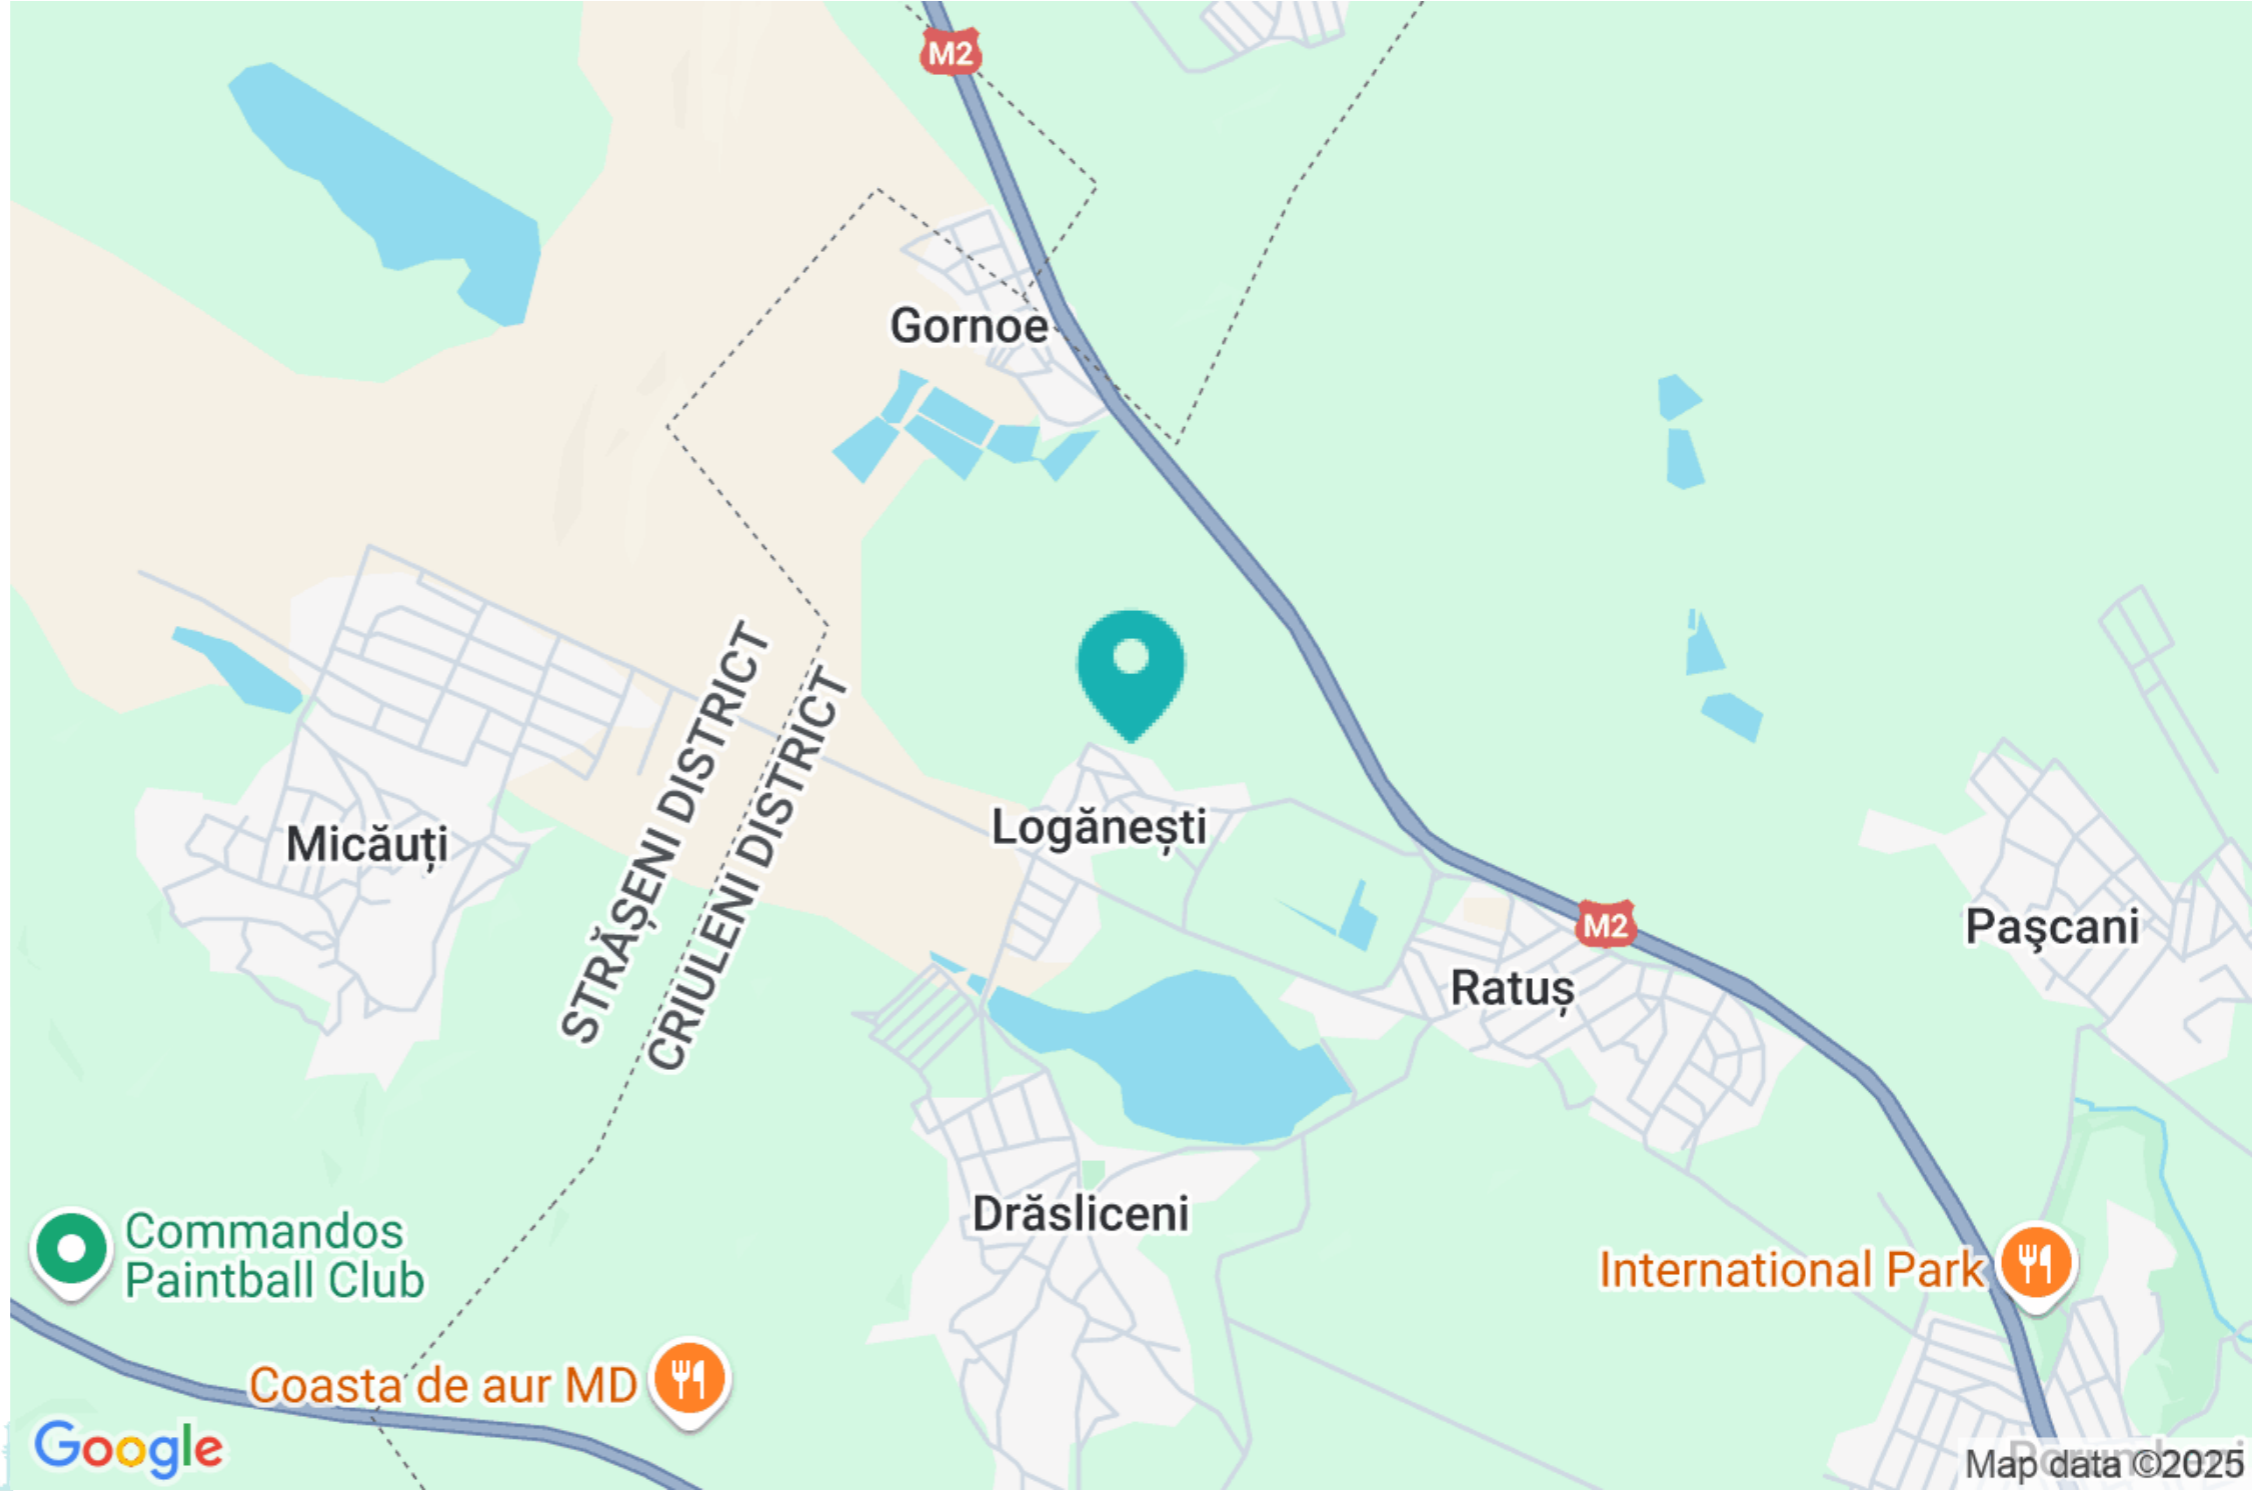 M2
Gornoe
STRĂȘENI DISTRICT
CRIULENI DISTRICT
Micăuți
Logănești
M2
Pașcani
Ratuș
Drăsliceni
Commandos
Paintball Club
International Park
Coasta de aur MD
Google
Map data ©2025